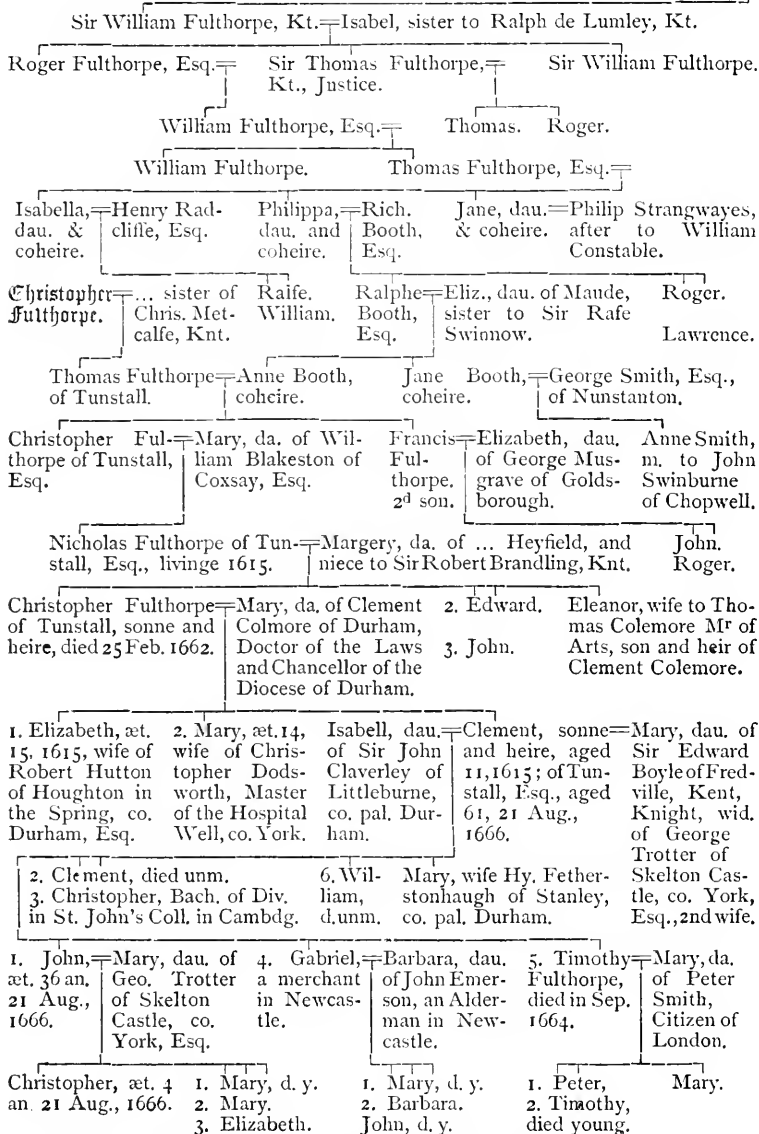 Sir William Fulthorpe, Kt.=Isabel, sister to Ralph de Lumley, Kt.
Roger Fulthorpe, Esq.= Sir Thomas Fulthorpe,= Sir William Fulthorpe.
Kt., Justice.
William Fulthorpe, Esq.= Thomas. Roger.
William Fulthorpe. Thomas Fulthorpe, Esq.=
Isabella,=Henry Rad- Philippa,=Rich. Jane, dau.=Philip Strangwayes,
dau. & cliffe, Esq. dau. and Booth, & coheire. after to William
coheire. coheire. Esq. Constable.
Christopher=... sister of Raife. Ralphe=Eliz., dau. of Maude, Roger.
Fulthorpe. Chris. Met- William. Booth, sister to Sir Rafe
calfe, Knt. Esq. Swinnow. Lawrence.
Thomas Fulthorpe=Anne Booth, Jane Booth,=George Smith, Esq.,
of Tunstall. coheire. coheire. of Nunstanton.
Christopher Ful-=Mary, da. of Wil- Francis=Elizabeth, dau. Anne Smith,
thorpe of Tunstall, liam Blakeston of Ful- of George Mus- m. to John
Esq. Coxsay, Esq. thorpe. grave of Golds- Swinburne
2d son. borough. of Chopwell.
Nicholas Fulthorpe of Tun-=Margery, da. of ... Heyfield, and John.
stall, Esq., livinge 1615. niece to Sir Robert Brandling, Knt. Roger.
Christopher Fulthorpe=Mary, da. of Clement 2. Edward. Eleanor, wife to Tho-
of Tunstall, sonne and Colmore of Durham, mas Colemore Mr of
heire, died 25 Feb. 1662. Doctor of the Laws 3. John. Arts, son and heir of
and Chancellor of the Clement Colemore.
Diocese of Durham.
1. Elizabeth, æt. 2. Mary, æt. 14, Isabell, dau.=Clement, sonne=Mary, dau. of
15, 1615, wife of wife of Chris- of Sir John and heire, aged Sir Edward
Robert Hutton topher Dods- Claverley of 11, 1615; of Tun- Boyle of Fred-
of Houghton in worth, Master Littleburne, stall, Esq., aged ville, Kent,
the Spring, co. of the Hospital co. pal. Dur- 61, 21 Aug., Knight, wid.
Durham, Esq. Well, co. York. ham. 1666. of George
Trotter of
2. Clement, died unm. 6. Wil- Mary, wife Hy. Fether- Skelton Cas-
3. Christopher, Bach. of Div. liam, stonhaugh of Stanley, tle, co. York,
in St. John's Coll. in Cambdg. d.unm. co. pal. Durham. Esq., 2nd wife.
1. John,=Mary, dau. of 4. Gabriel,=Barbara, dau. 5. Timothy=Mary, da.
æt. 36 an. Geo. Trotter a merchant of John Emer- Fulthorpe, of Peter
21 Aug., of Skelton in Newcas- son, an Alder- died in Sep. Smith,
1666. Castle, co. tle. man in New- 1664. Citizen of
York, Esq. castle. London.
Christopher, æt. 4 1. Mary, d. y. 1. Mary, d. y. 1. Peter, Mary.
an. 21 Aug., 1666. 2. Mary. 2. Barbara. 2. Timothy,
3. Elizabeth. John, d. y. died young.